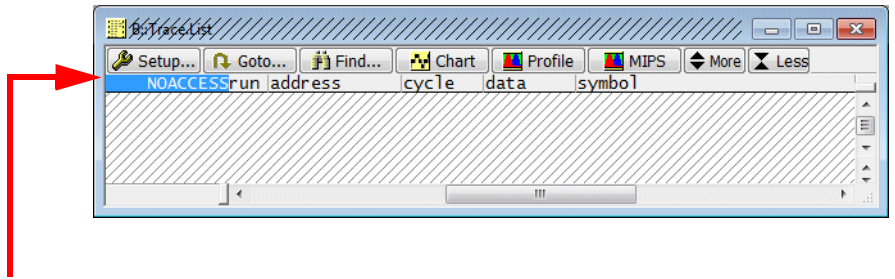 B::Trace.List
Setup... Goto... Find... Chart Profile MIPS More Less
NOACCESS run address cycle data symbol